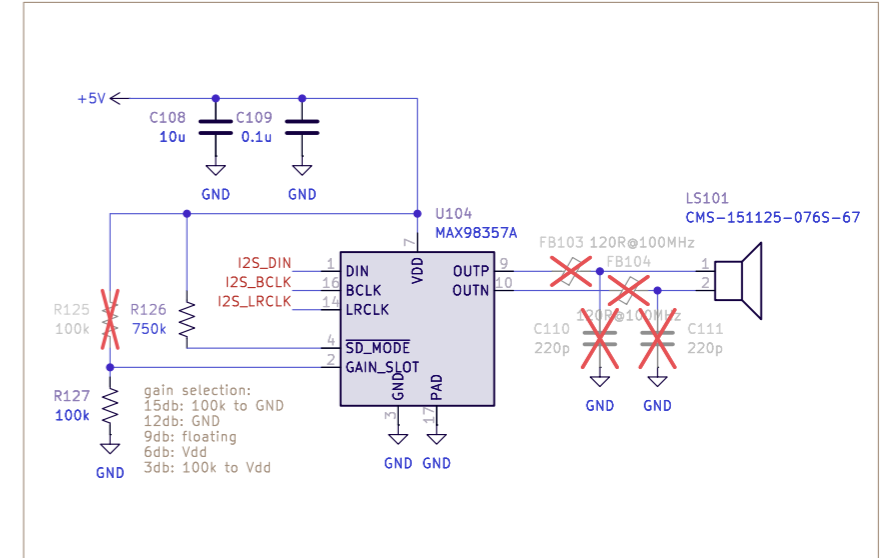 +5V
C108
10u
C109
0.1u
GND
GND
U104
MAX98357A
LS101
CMS-151125-076S-67
FB103 120R@100MHz
FB104
120R@100MHz
I2S_DIN
I2S_BCLK
I2S_LRCLK
1
16
14
4
2
DIN
BCLK
LRCLK
SD_MODE
GAIN_SLOT
7
VDD
OUTP
OUTN
9
10
GND
PAD
3
17
GND
GND
1
2
C110
220p
C111
220p
GND
GND
R125
100k
R126
750k
R127
100k
GND
gain selection:
15db: 100k to GND
12db: GND
9db: floating
6db: Vdd
3db: 100k to Vdd